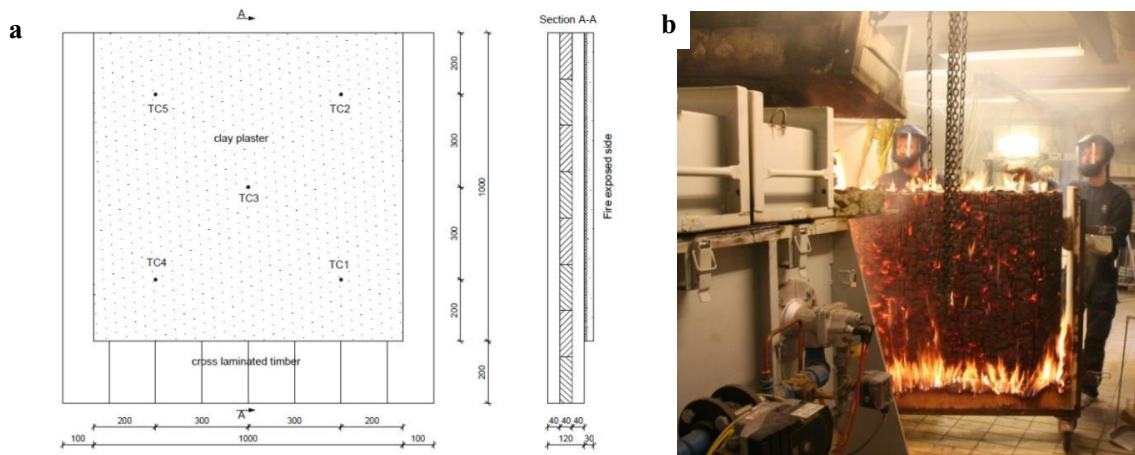 a
A
Section A-A
b
TC5
TC2
clay plaster
TC3
TC4
TC1
cross laminated timber
A
200
300
300
200
200
1000
Fire exposed side
200
300
300
200
100
1000
100
40
40
40
120
30